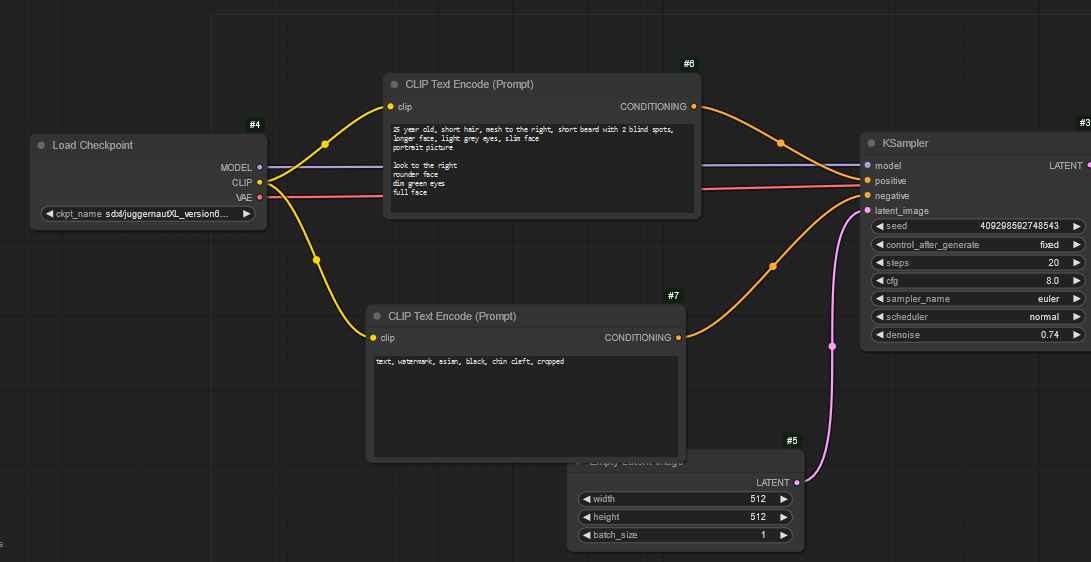 #6
CLIP Text Encode (Prompt)
clip
CONDITIONING
25 year old, short hair, mesh to the right, short beard with 2 blind spots,
longer face, light grey eyes, slim face
portrait picture
look to the right
rounder face
dim green eyes
full face
#4
Load Checkpoint
MODEL
CLIP
VAE
ckpt_name sdxl/juggernautXL_version6...
#3
KSampler
model
LATENT
positive
negative
latent_image
seed 409298592748543
control_after_generate fixed
steps 20
cfg 8.0
sampler_name euler
scheduler normal
denoise 0.74
#7
CLIP Text Encode (Prompt)
clip
CONDITIONING
text, watermark, asian, black, chin cleft, cropped
#5
Empty Latent Image
LATENT
width 512
height 512
batch_size 1
s